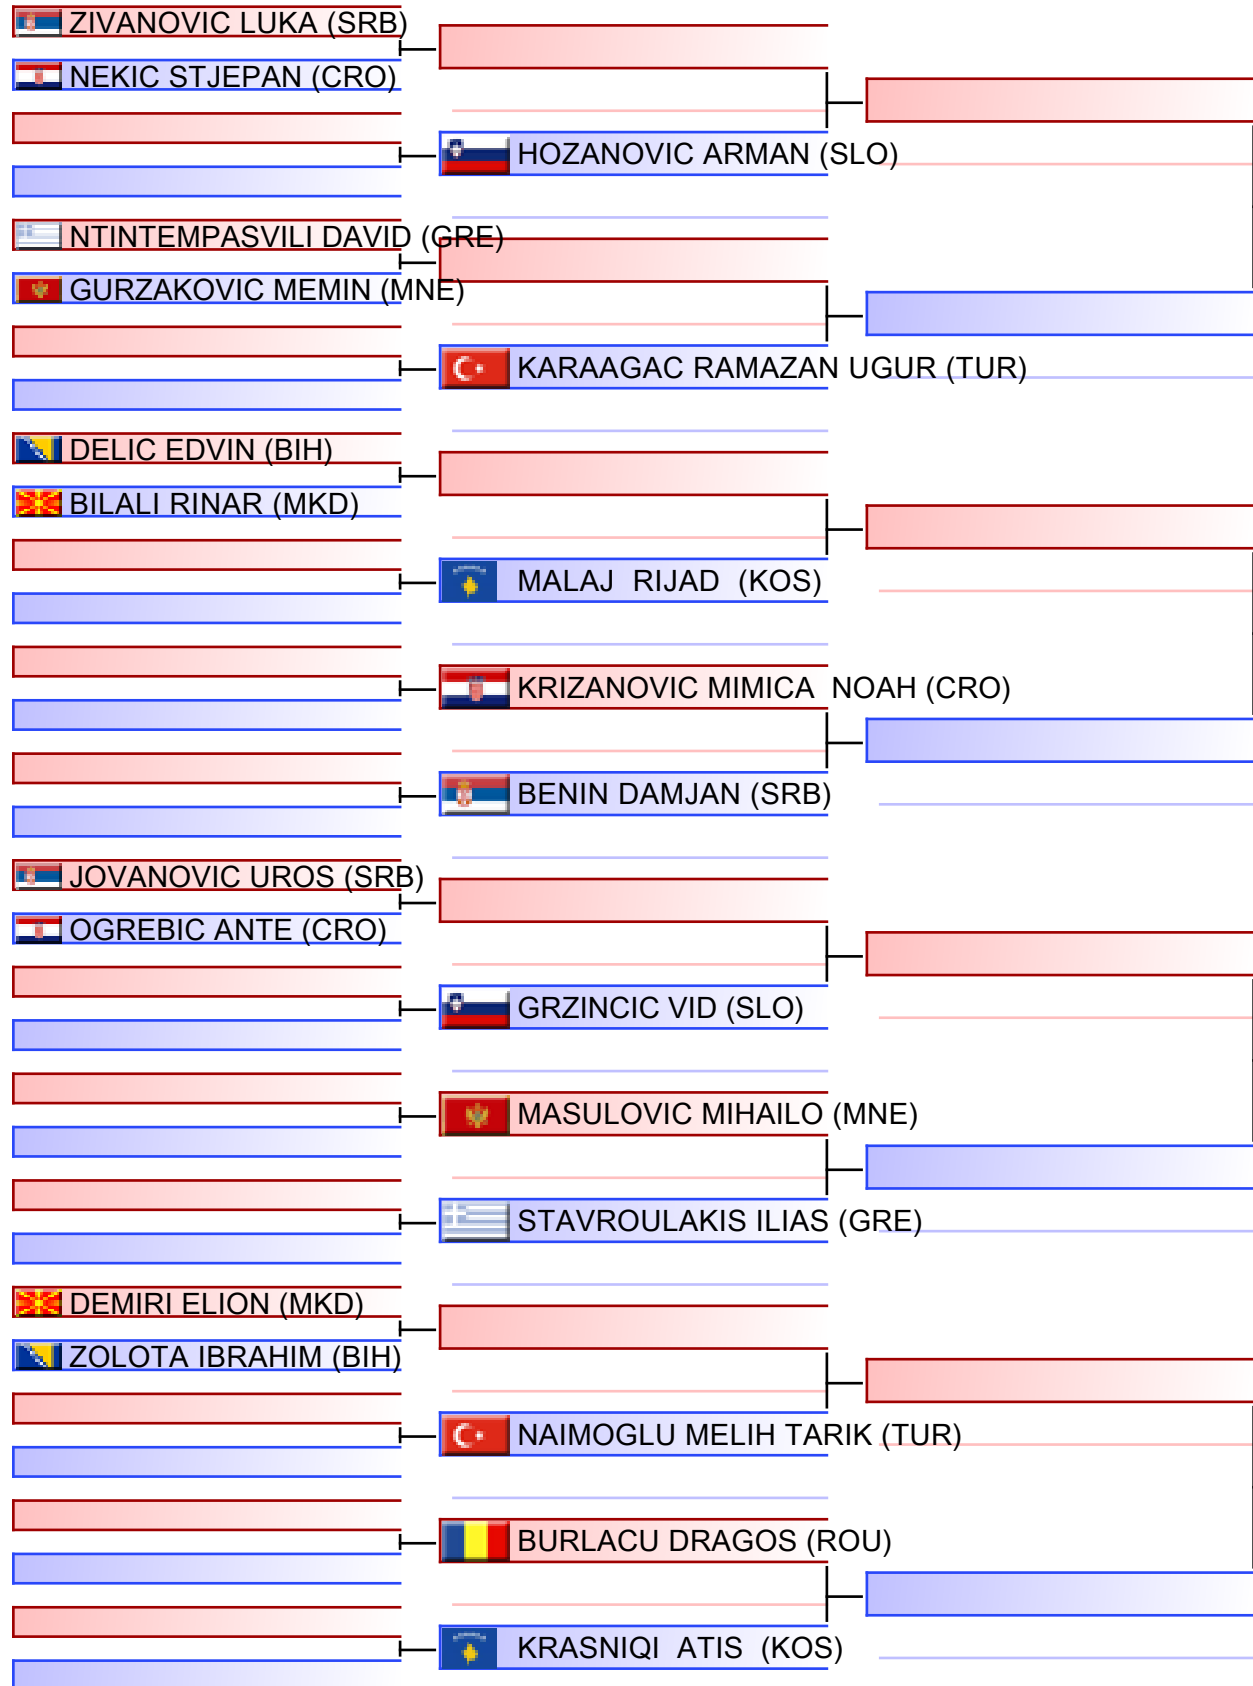 ZIVANOVIC LUKA (SRB)
NEKIC STJEPAN (CRO)
HOZANOVIC ARMAN (SLO)
NTINTEMPASVILI DAVID (GRE)
GURZAKOVIC MEMIN (MNE)
KARAAGAC RAMAZAN UGUR (TUR)
DELIC EDVIN (BIH)
BILALI RINAR (MKD)
MALAJ RIJAD (KOS)
KRIZANOVIC MIMICA NOAH (CRO)
BENIN DAMJAN (SRB)
JOVANOVIC UROS (SRB)
OGREBIC ANTE (CRO)
GRZINCIC VID (SLO)
MASULOVIC MIHAILO (MNE)
STAVROULAKIS ILIAS (GRE)
DEMIRI ELION (MKD)
ZOLOTA IBRAHIM (BIH)
NAIMOGLU MELIH TARIK (TUR)
BURLACU DRAGOS (ROU)
KRASNIQI ATIS (KOS)